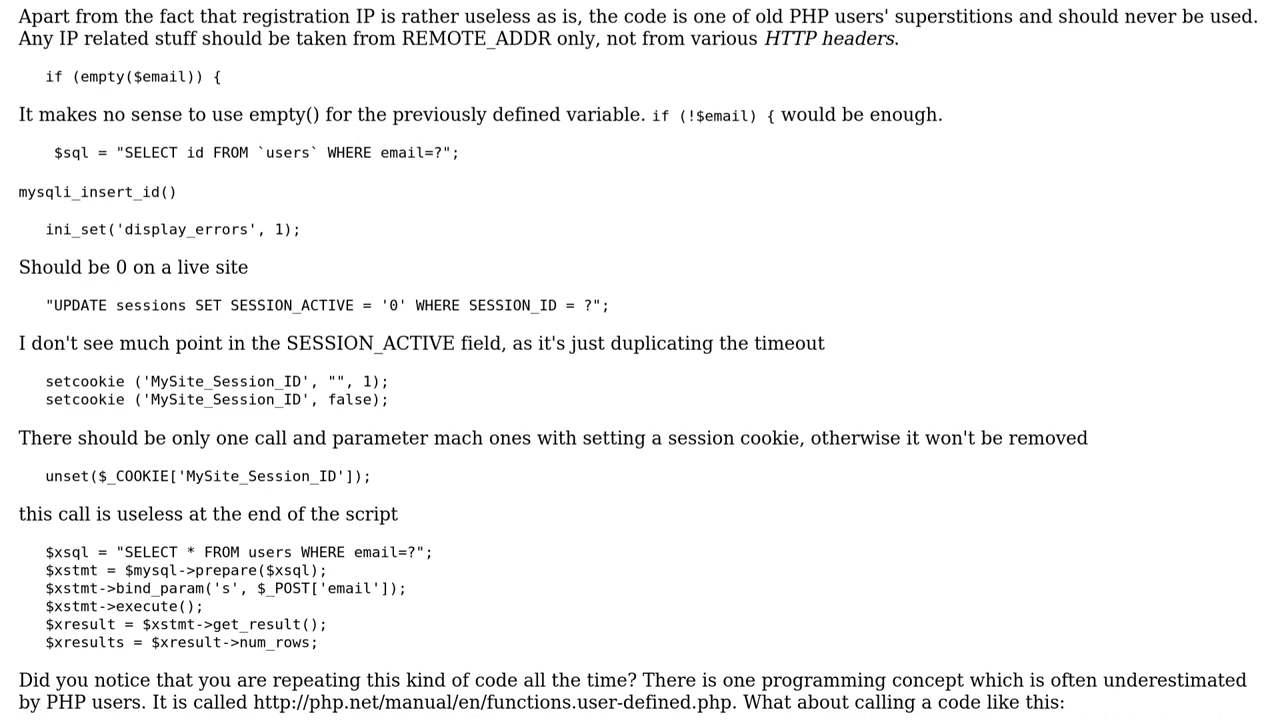 Apart from the fact that registration IP is rather useless as is, the code is one of old PHP users' superstitions and should never be used.
Any IP related stuff should be taken from REMOTE_ADDR only, not from various HTTP headers.
if (empty($email)) {
It makes no sense to use empty() for the previously defined variable. if (!$email) { would be enough.
$sql = "SELECT id FROM `users` WHERE email=?";
mysqli_insert_id()
ini_set('display_errors', 1);
Should be 0 on a live site
"UPDATE sessions SET SESSION_ACTIVE = '0' WHERE SESSION_ID = ?";
I don't see much point in the SESSION_ACTIVE field, as it's just duplicating the timeout
setcookie ('MySite_Session_ID', "", 1);
setcookie ('MySite_Session_ID', false);
There should be only one call and parameter mach ones with setting a session cookie, otherwise it won't be removed
unset($_COOKIE['MySite_Session_ID']);
this call is useless at the end of the script
$xsql = "SELECT * FROM users WHERE email=?";
$xstmt = $mysql->prepare($xsql);
$xstmt->bind_param('s', $_POST['email']);
$xstmt->execute();
$xresult = $xstmt->get_result();
$xresults = $xresult->num_rows;
Did you notice that you are repeating this kind of code all the time? There is one programming concept which is often underestimated
by PHP users. It is called http://php.net/manual/en/functions.user-defined.php. What about calling a code like this: